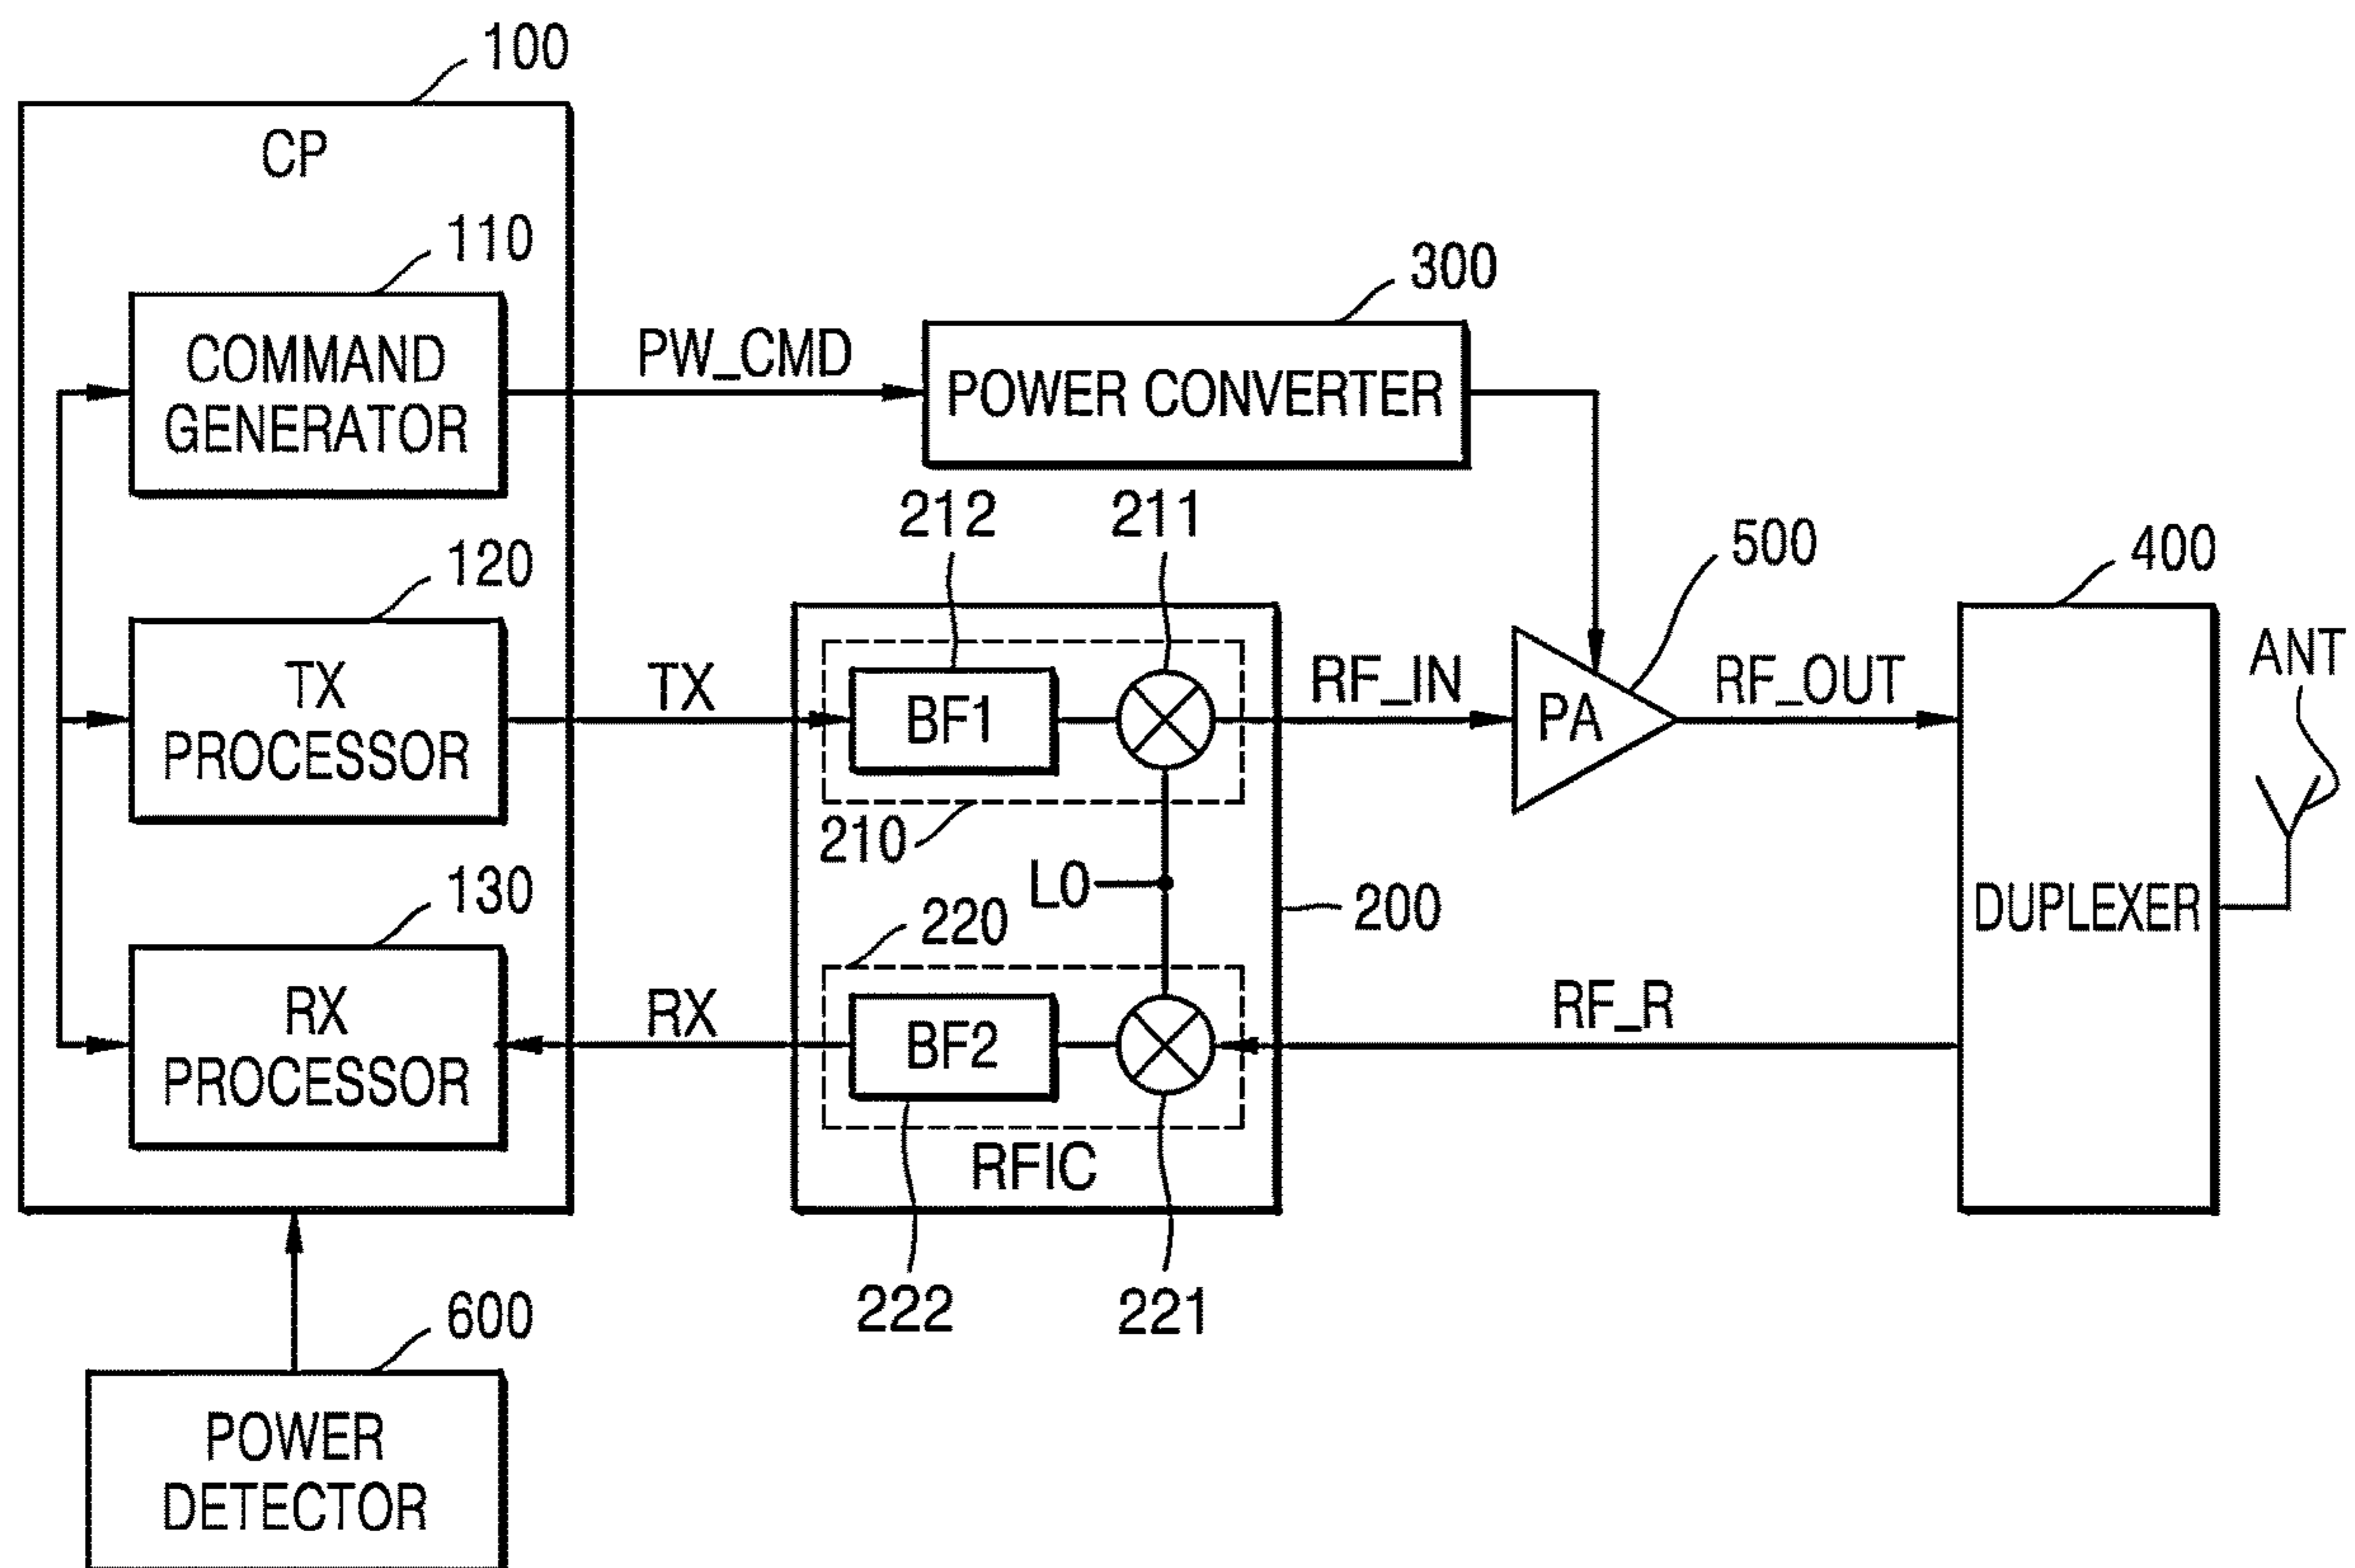 100
CP
110
COMMAND
GENERATOR
PW_CMD
300
POWER CONVERTER
212
211
120
TX
PROCESSOR
TX
BF1
210
RF_IN
500
PA
RF_OUT
400
ANT
DUPLEXER
LO
200
130
RX
PROCESSOR
RX
220
BF2
RF_R
RFIC
222
221
600
POWER
DETECTOR